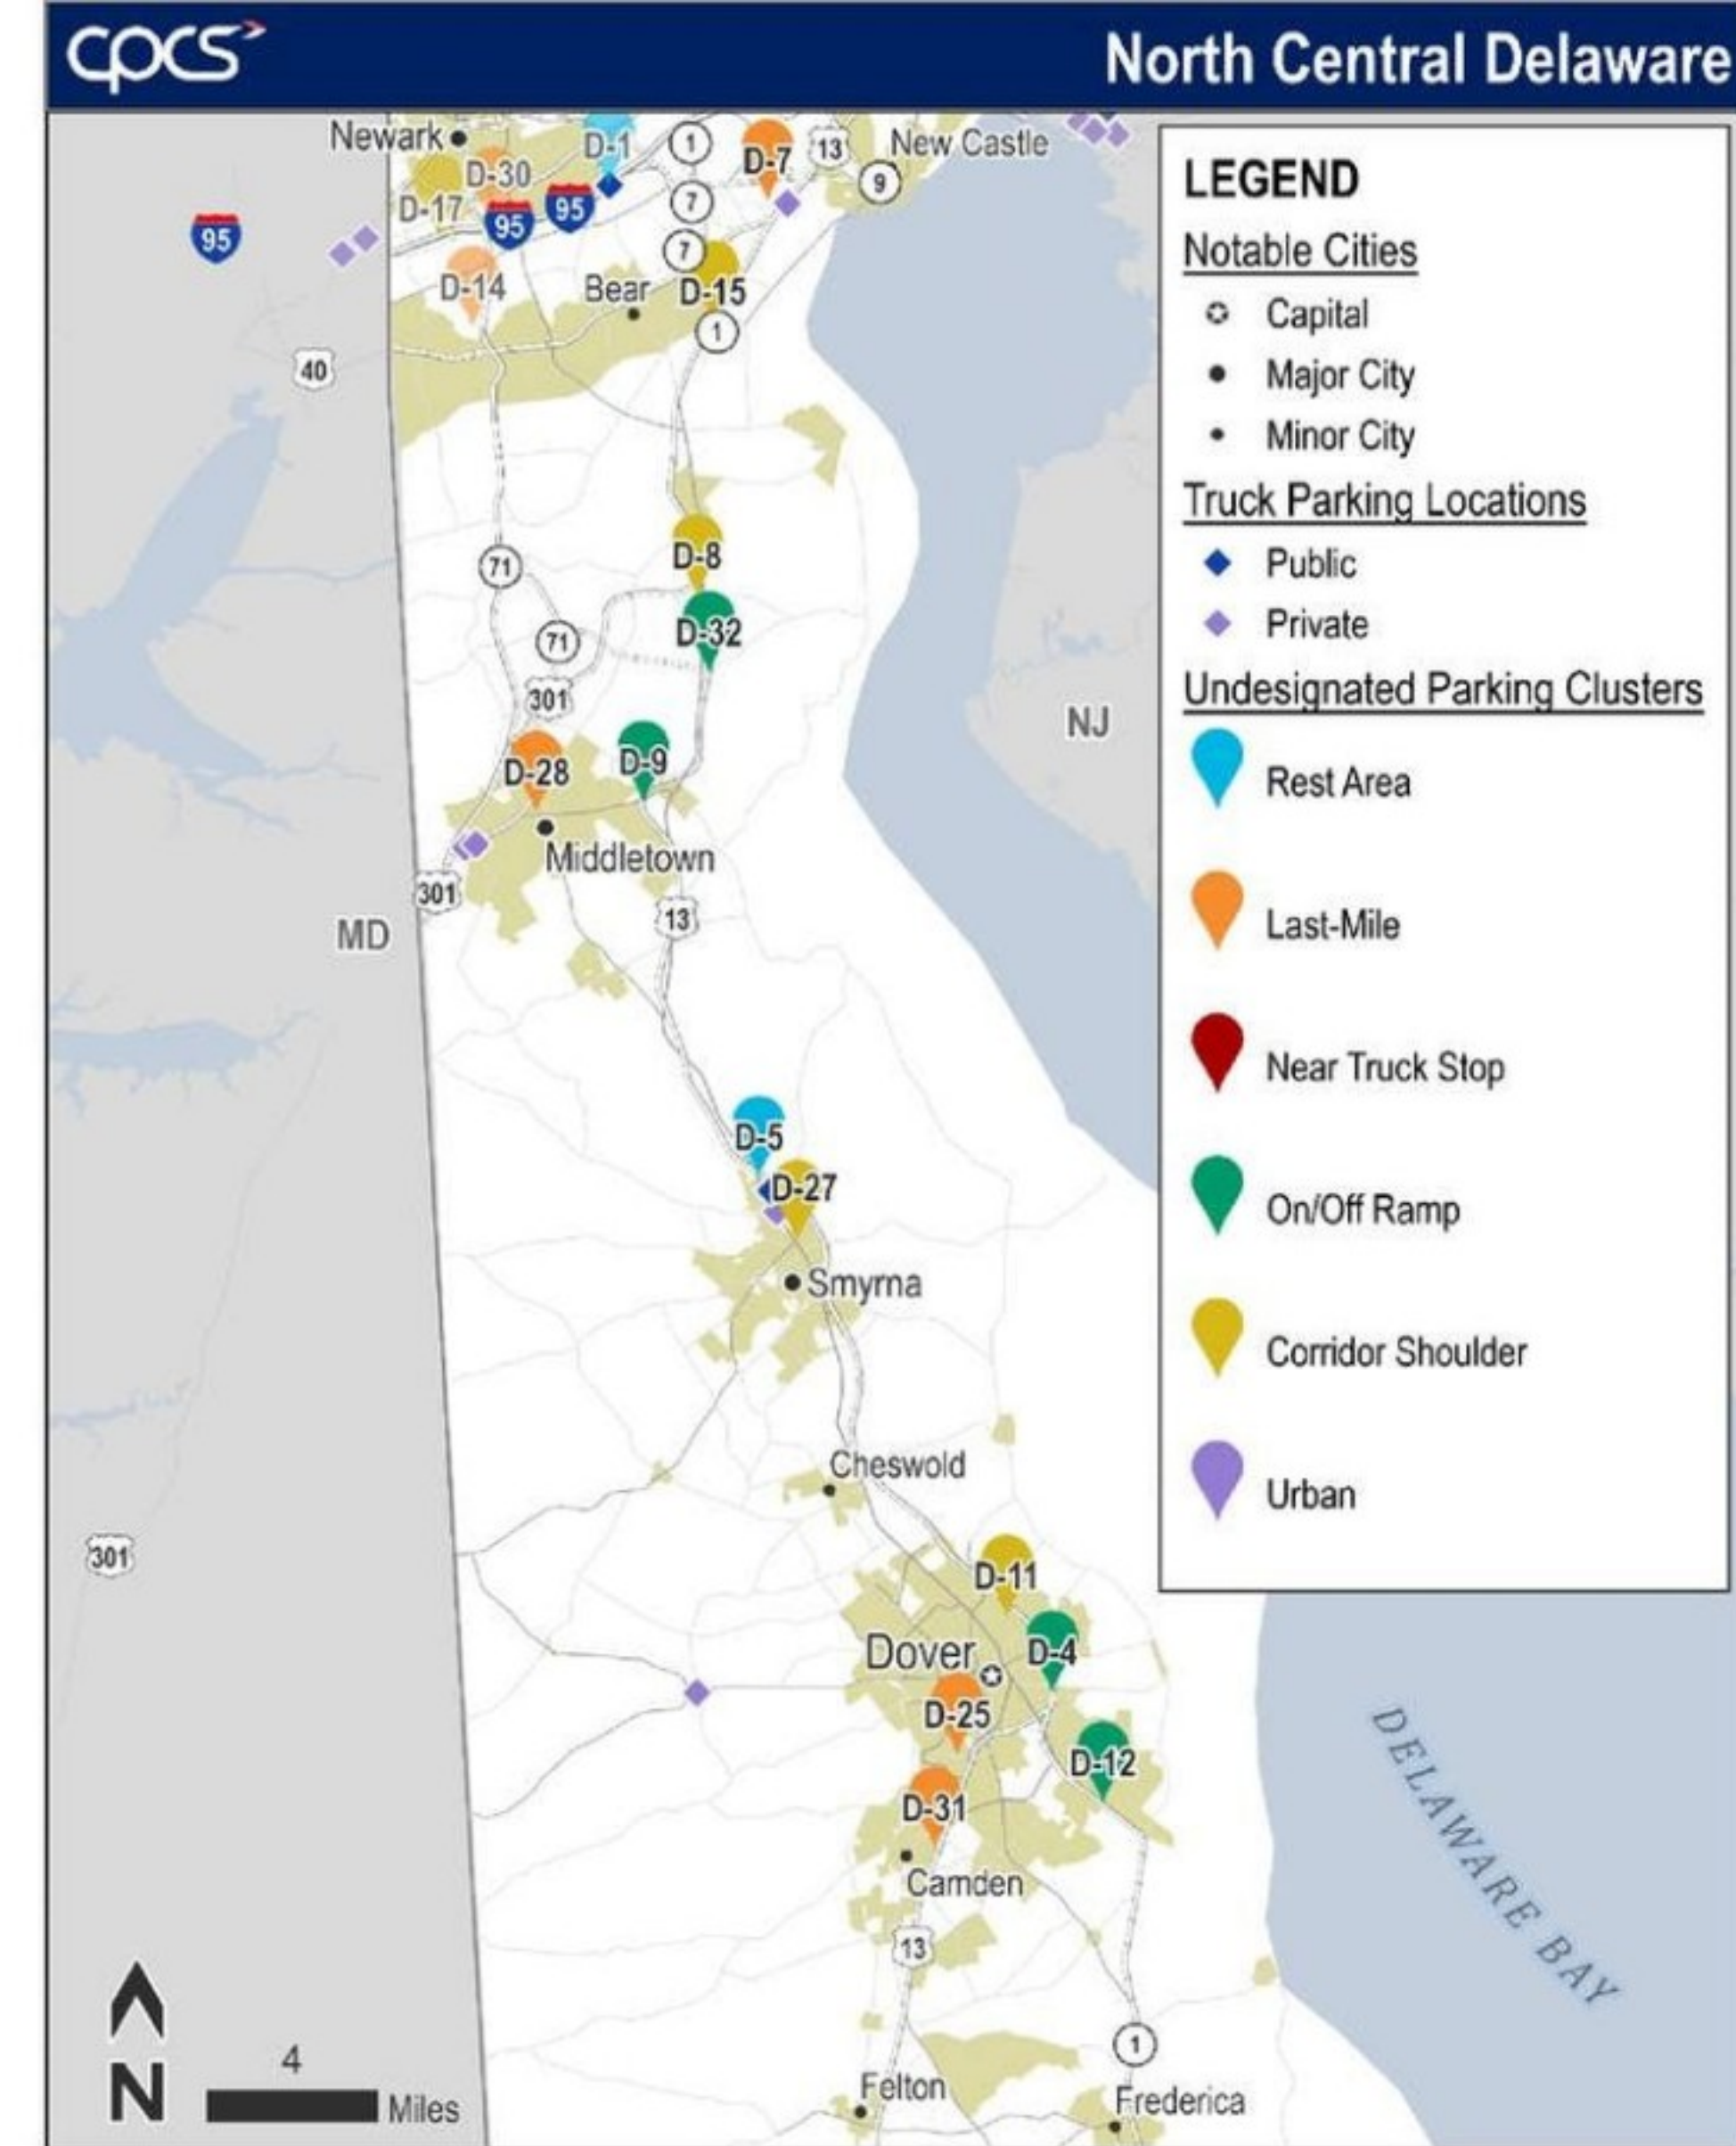 cpcs
North Central Delaware
Newark
D-1
1
D-7
13
New Castle
D-30
9
D-17
95
95
7
95
7
D-14
Bear
D-15
1
40
D-8
71
D-32
71
301
D-28
D-9
Middletown
301
13
MD
NJ
D-5
D-27
Smyrna
Cheswold
301
D-11
Dover
D-4
D-25
D-12
D-31
Camden
13
1
Felton
Frederica
DELAWARE BAY
N
4
Miles
LEGEND
Notable Cities
Capital
Major City
Minor City
Truck Parking Locations
Public
Private
Undesignated Parking Clusters
Rest Area
Last-Mile
Near Truck Stop
On/Off Ramp
Corridor Shoulder
Urban